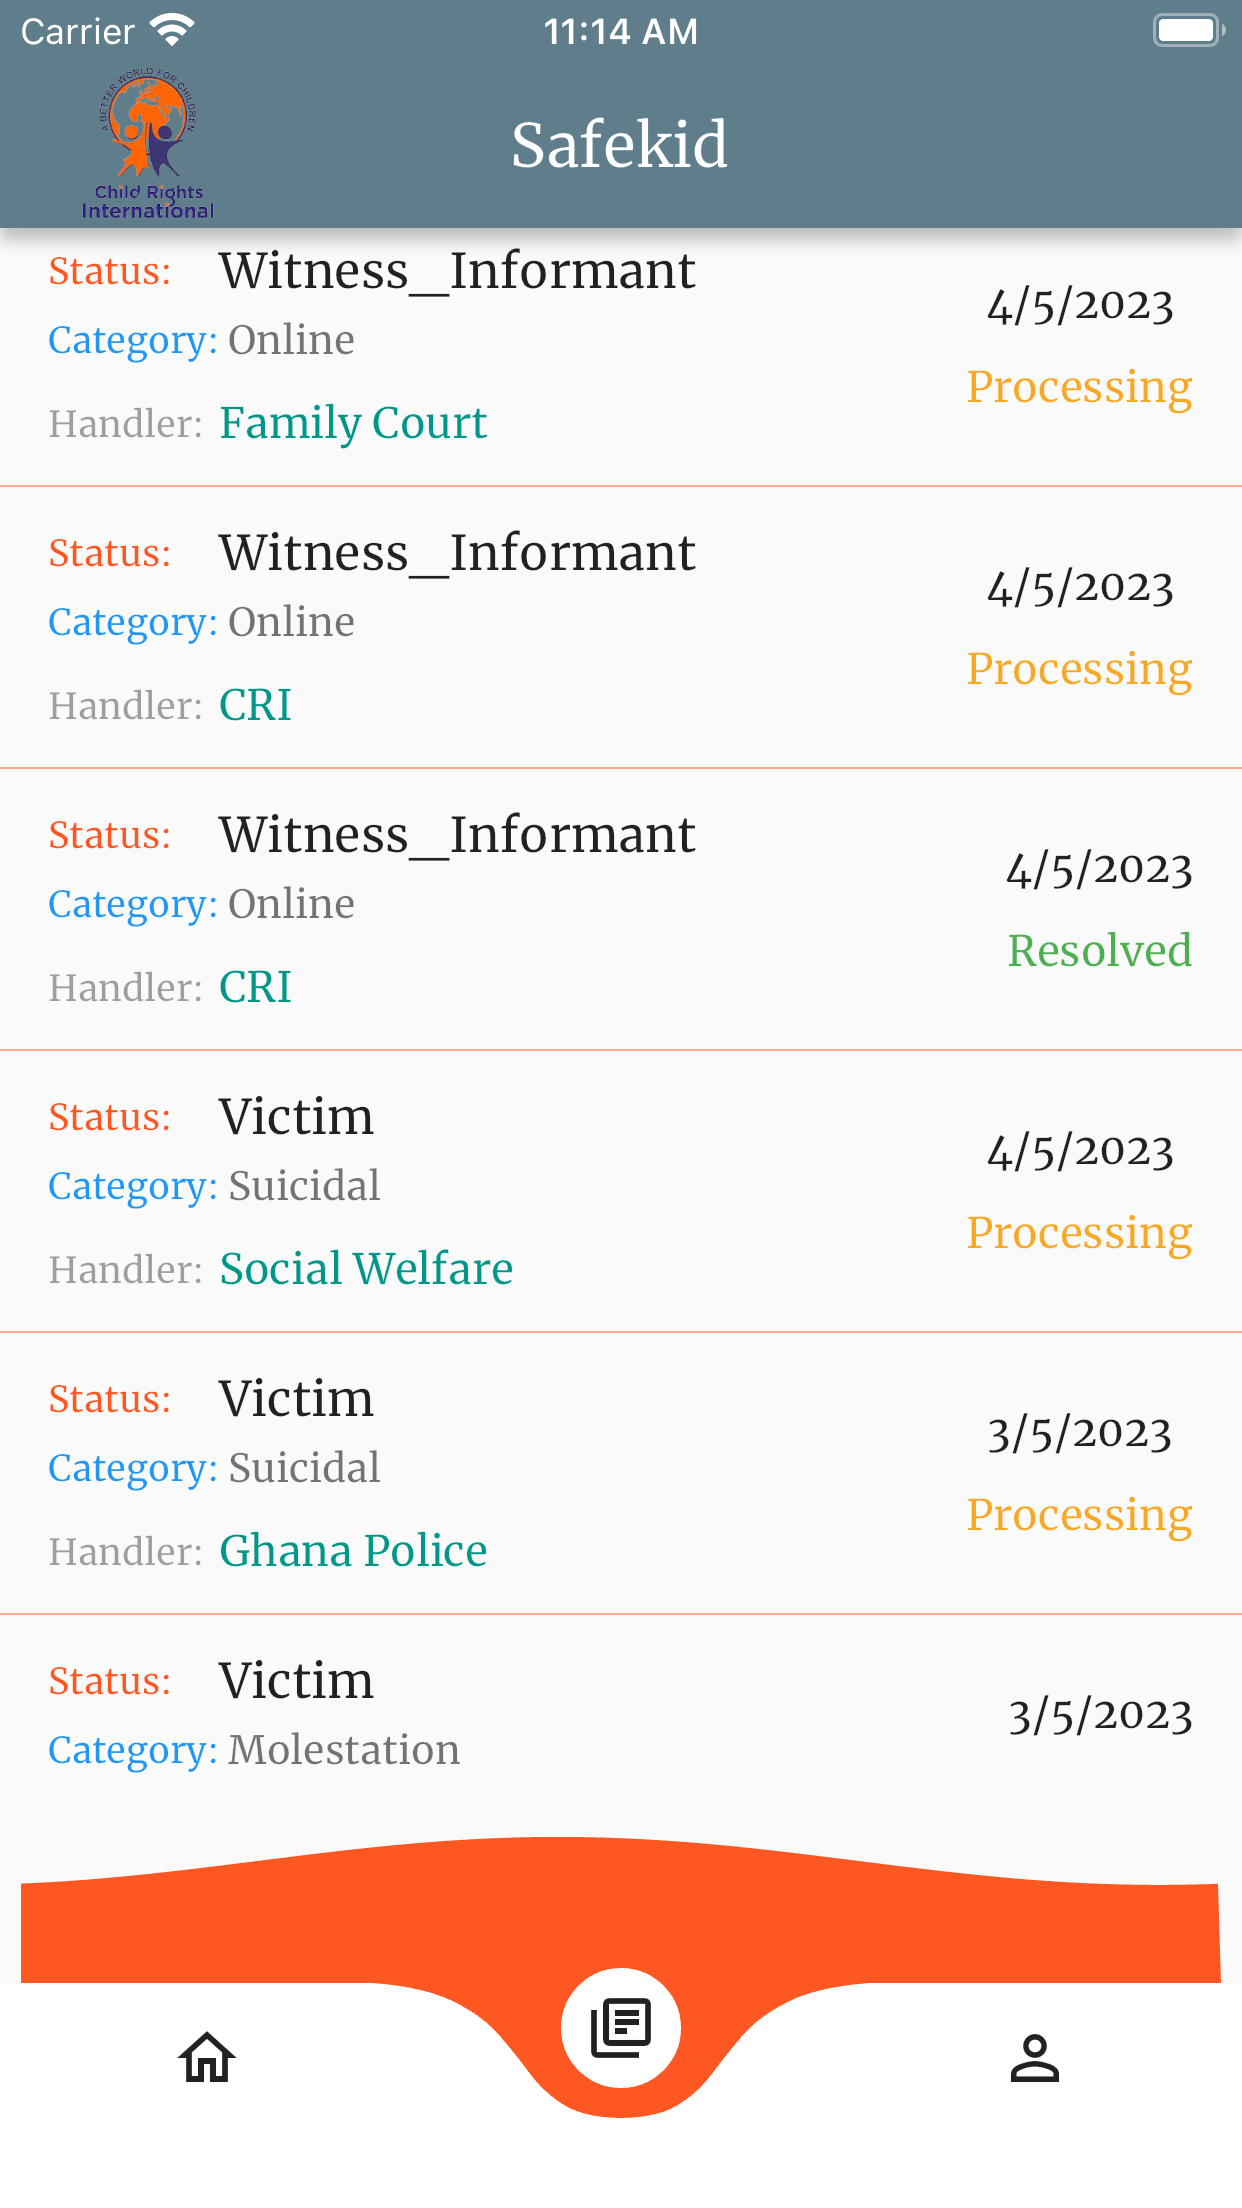 Carrier 11:14 AM
A BETTER WORLD FOR CHILDREN
Child Rights
International
Safekid
Status: Witness_Informant
Category: Online
Handler: Family Court
4/5/2023
Processing
Status: Witness_Informant
Category: Online
Handler: CRI
4/5/2023
Processing
Status: Witness_Informant
Category: Online
Handler: CRI
4/5/2023
Resolved
Status: Victim
Category: Suicidal
Handler: Social Welfare
4/5/2023
Processing
Status: Victim
Category: Suicidal
Handler: Ghana Police
3/5/2023
Processing
Status: Victim
Category: Molestation
3/5/2023